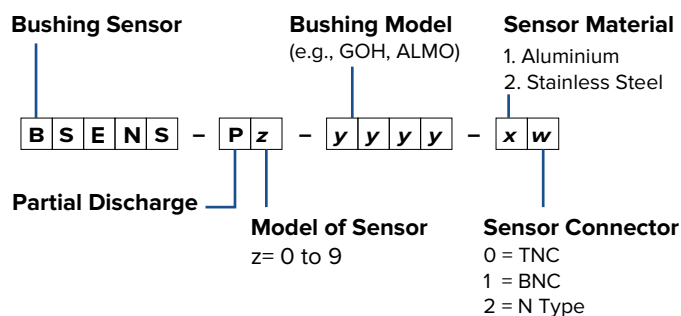 Bushing Sensor
Bushing Model
(e.g., GOH, ALMO)
Sensor Material
1. Aluminium
2. Stainless Steel
B S E N S – P z – y y y y – x w
Partial Discharge
Model of Sensor
z= 0 to 9
Sensor Connector
0 = TNC
1 = BNC
2 = N Type